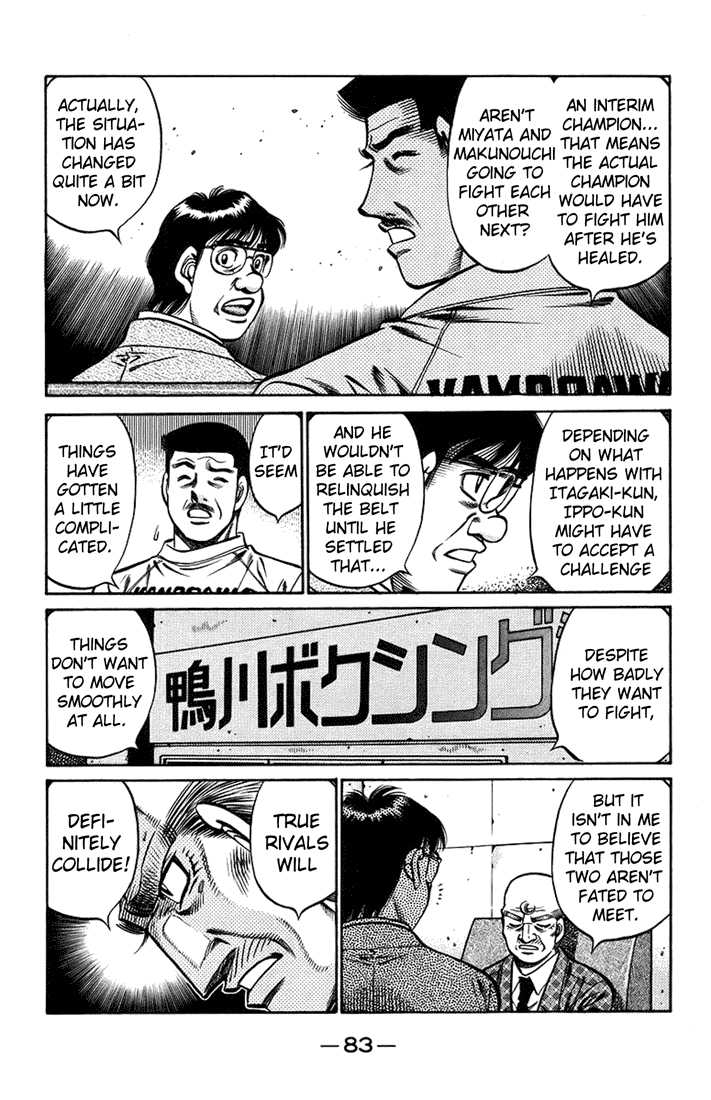 AN INTERIM
CHAMPION...
THAT MEANS
THE ACTUAL
CHAMPION
WOULD HAVE
TO FIGHT HIM
AFTER HE'S
HEALED.
AREN'T
MIYATA AND
MAKUNOUCHI
GOING TO
FIGHT EACH
OTHER
NEXT?
ACTUALLY,
THE SITUA-
TION HAS
CHANGED
QUITE A BIT
NOW.
KAMOGAWA
DEPENDING
ON WHAT
HAPPENS WITH
ITAGAKI-KUN,
IPPO-KUN
MIGHT HAVE
TO ACCEPT A
CHALLENGE
AND HE
WOULDN'T
BE ABLE TO
RELINQUISH
THE BELT
UNTIL HE
SETTLED
THAT...
IT'D
SEEM
THINGS
HAVE
GOTTEN
A LITTLE
COMPLI-
CATED.
KAMOGAWA
DESPITE
HOW BADLY
THEY WANT
TO FIGHT,
鴨川ボクシング
THINGS
DON'T WANT
TO MOVE
SMOOTHLY
AT ALL.
BUT IT
ISN'T IN ME
TO BELIEVE
THAT THOSE
TWO AREN'T
FATED TO
MEET.
TRUE
RIVALS
WILL
DEFI-
NITELY
COLLIDE!
—83—